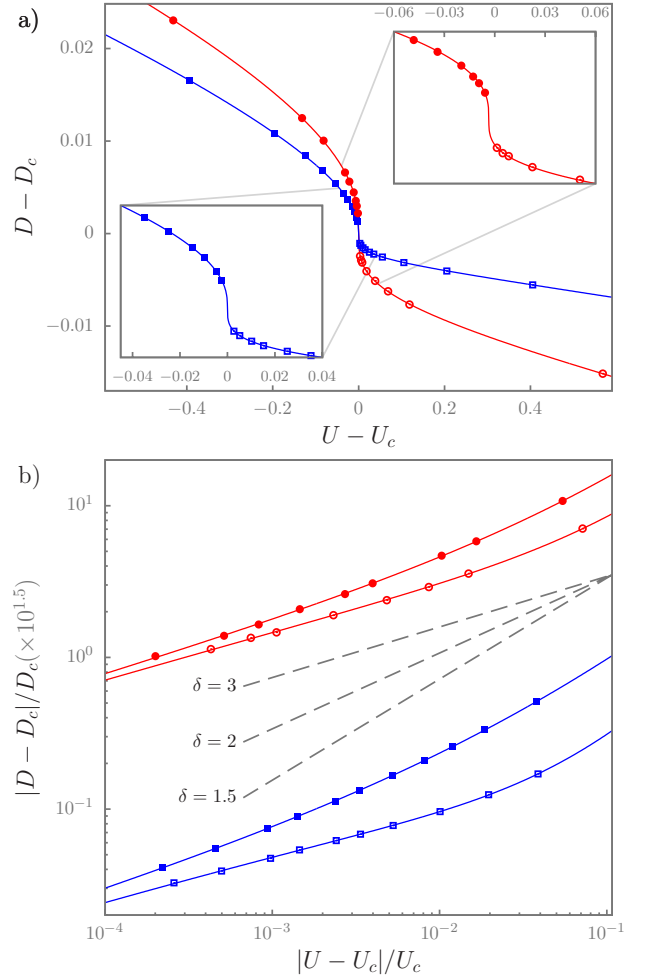 a)
−0.06 −0.03 0 0.03 0.06
0.02
0.01
0
−0.01
D − D_c
−0.04 −0.02 0 0.02 0.04
−0.4 −0.2 0 0.2 0.4
U − U_c
b)
10^1
10^0
10^−1
|D − D_c|/D_c(×10^1.5)
δ = 3
δ = 2
δ = 1.5
10^−4 10^−3 10^−2 10^−1
|U − U_c|/U_c